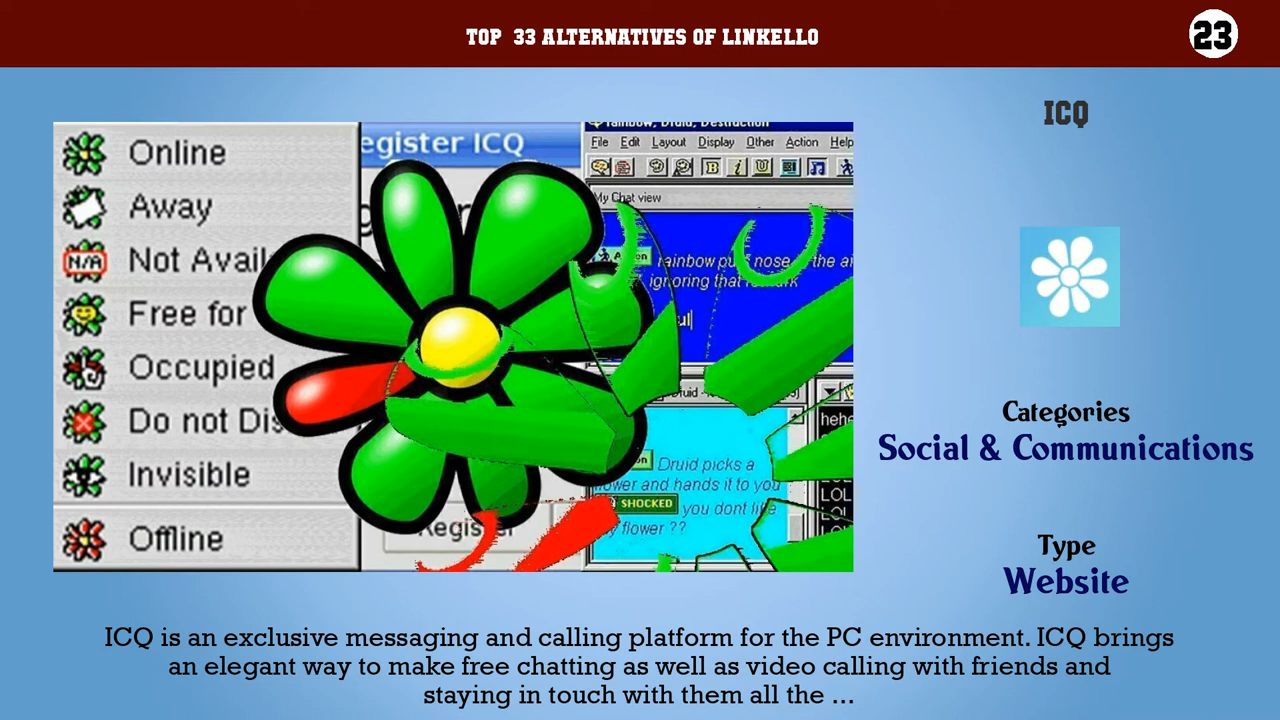 TOP 33 ALTERNATIVES OF LINKELLO
23
ICQ
Online
Away
N/A Not Avail
Free for
Occupied
Do not Dis
Invisible
Offline
egister ICQ
Regis
File Edit Layout Display Other Action Help
My Chat view
rainbow nose the
ignoring that
hehe
Druid picks a
and hands it to you
SHOCKED you dont like
flower ??
LOL
LOL
LOL
Categories
Social & Communications
Type
Website
ICQ is an exclusive messaging and calling platform for the PC environment. ICQ brings
an elegant way to make free chatting as well as video calling with friends and
staying in touch with them all the ...